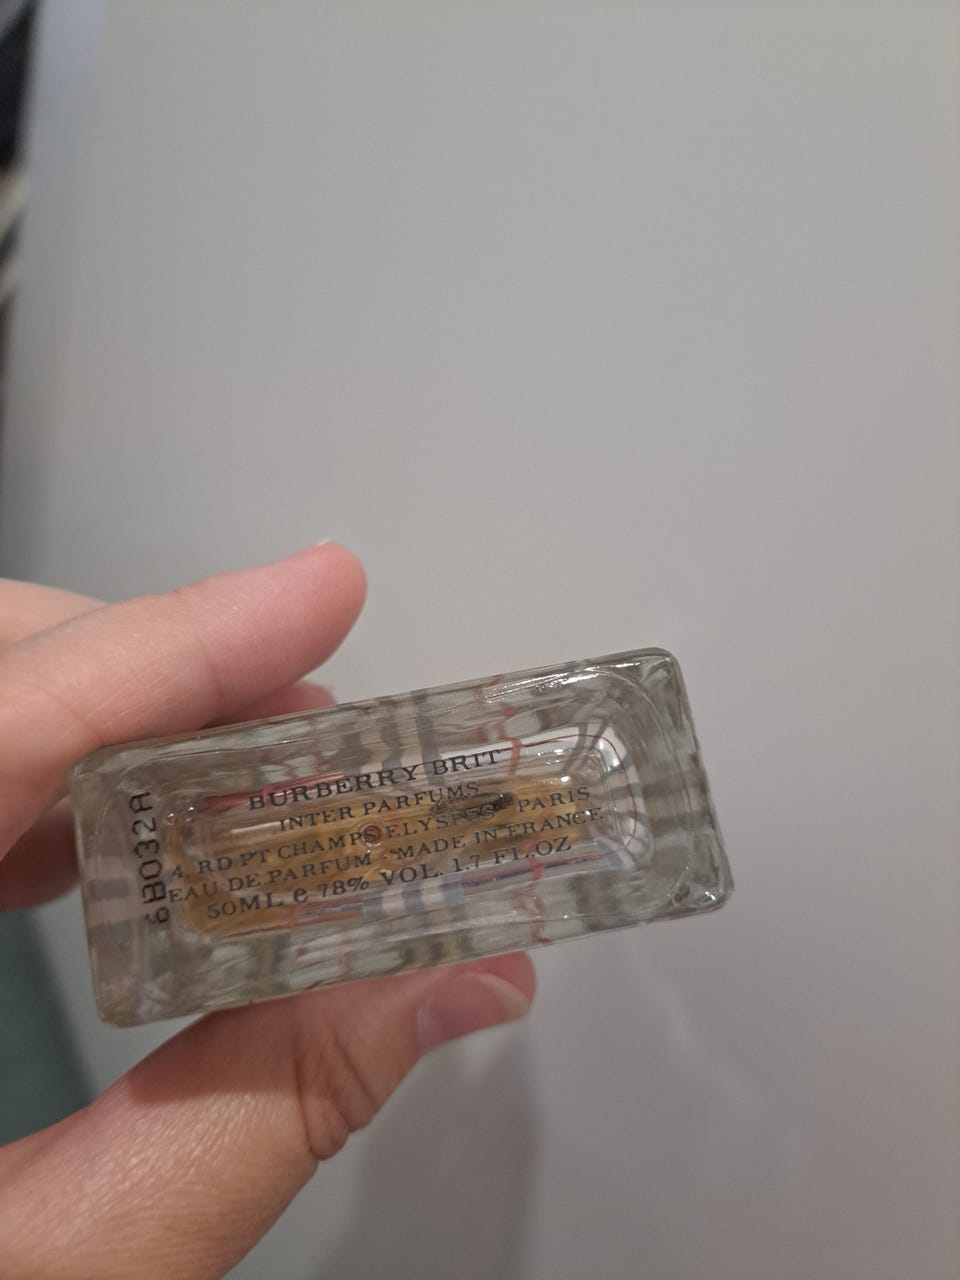 BURBERRY BRIT
INTER PARFUMS
4, RD PT CHAMPS ELYSEES - PARIS
EAU DE PARFUM - MADE IN FRANCE
50ML e 78% VOL. 1.7 FL.OZ
6B032A